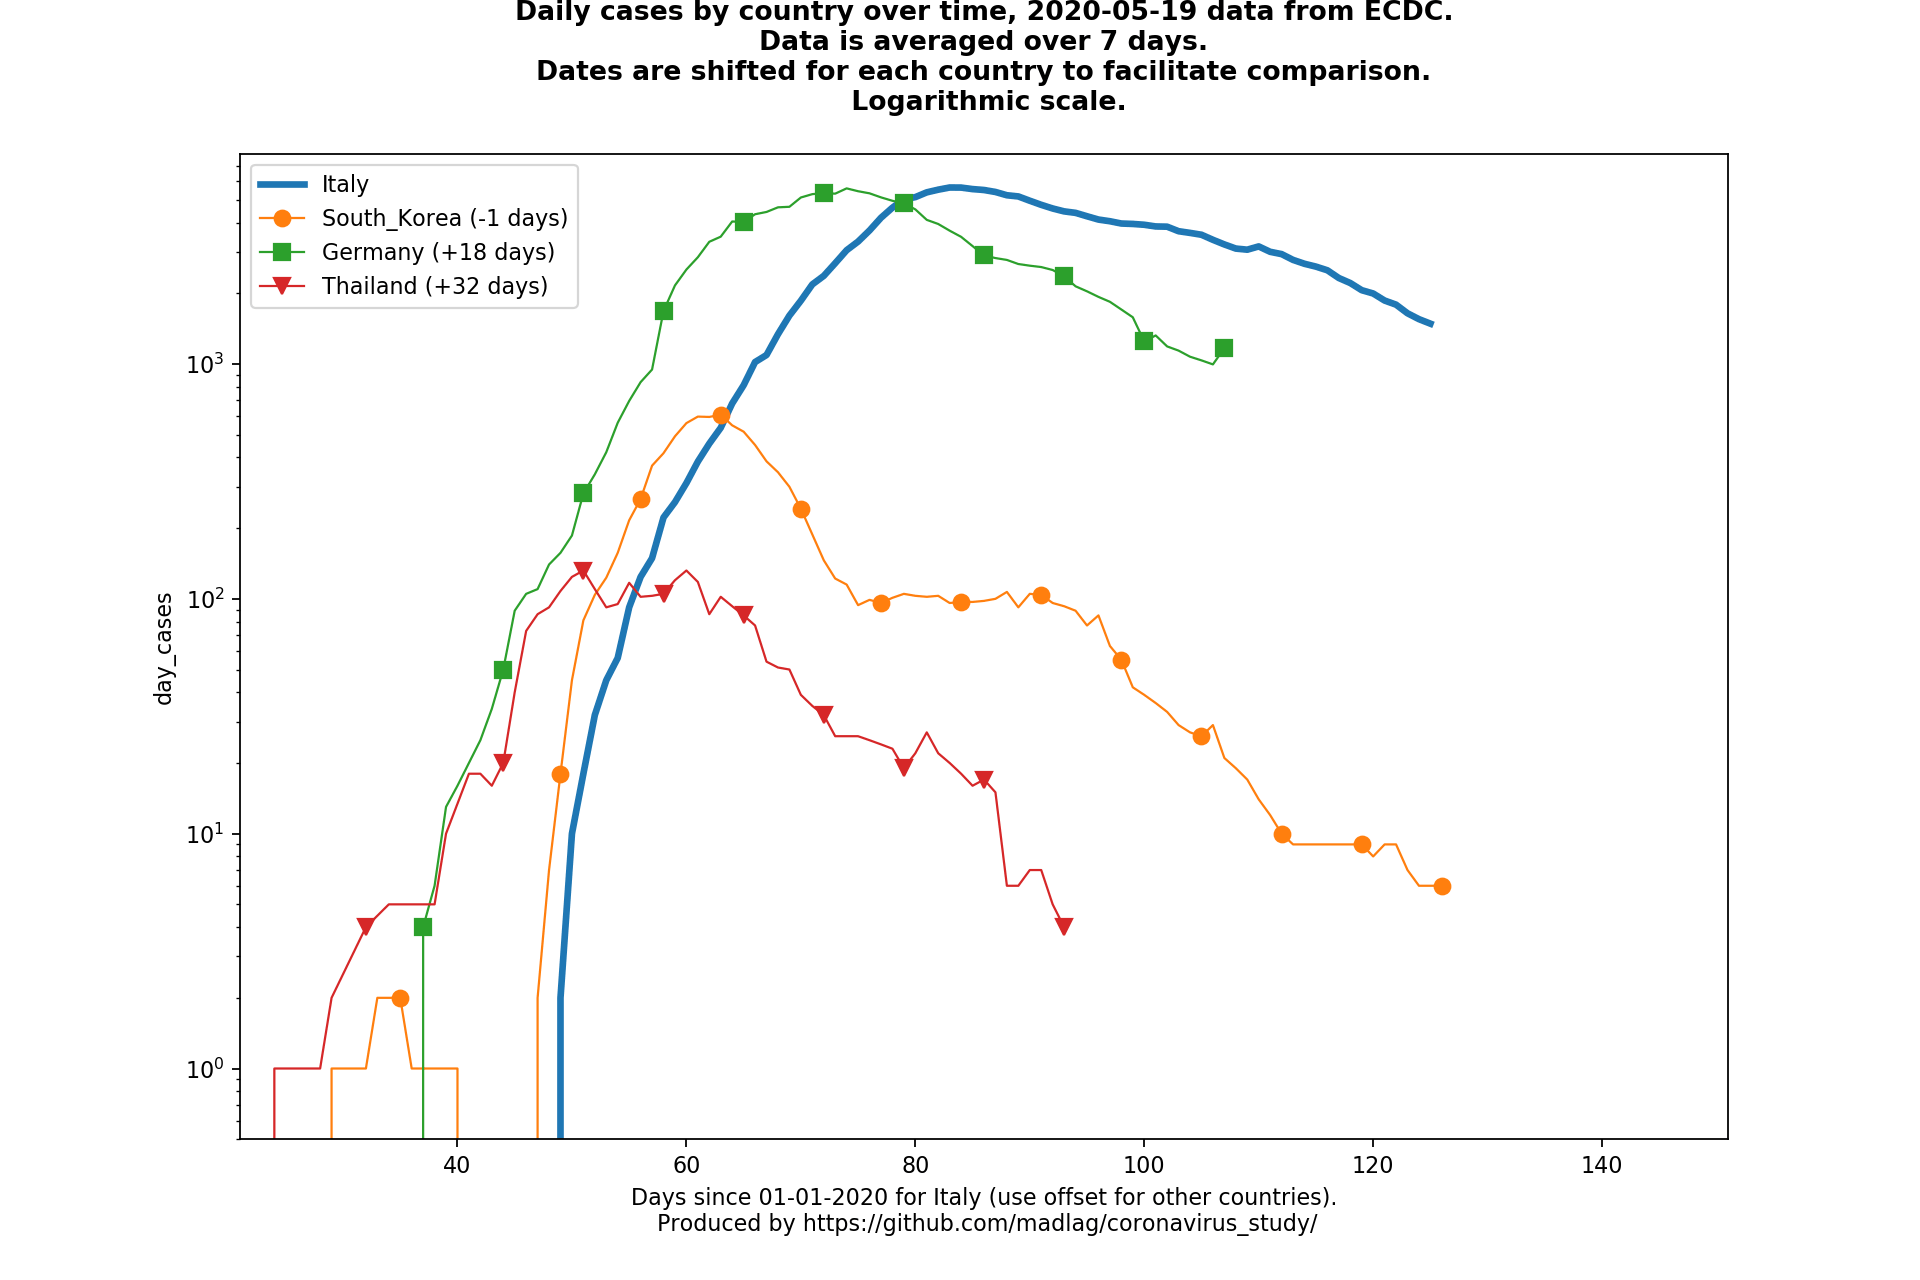 Daily cases by country over time, 2020-05-19 data from ECDC.
Data is averaged over 7 days.
Dates are shifted for each country to facilitate comparison.
Logarithmic scale.
Italy
South_Korea (-1 days)
Germany (+18 days)
Thailand (+32 days)
10³
10²
10¹
10⁰
day_cases
40 60 80 100 120 140
Days since 01-01-2020 for Italy (use offset for other countries).
Produced by https://github.com/madlag/coronavirus_study/